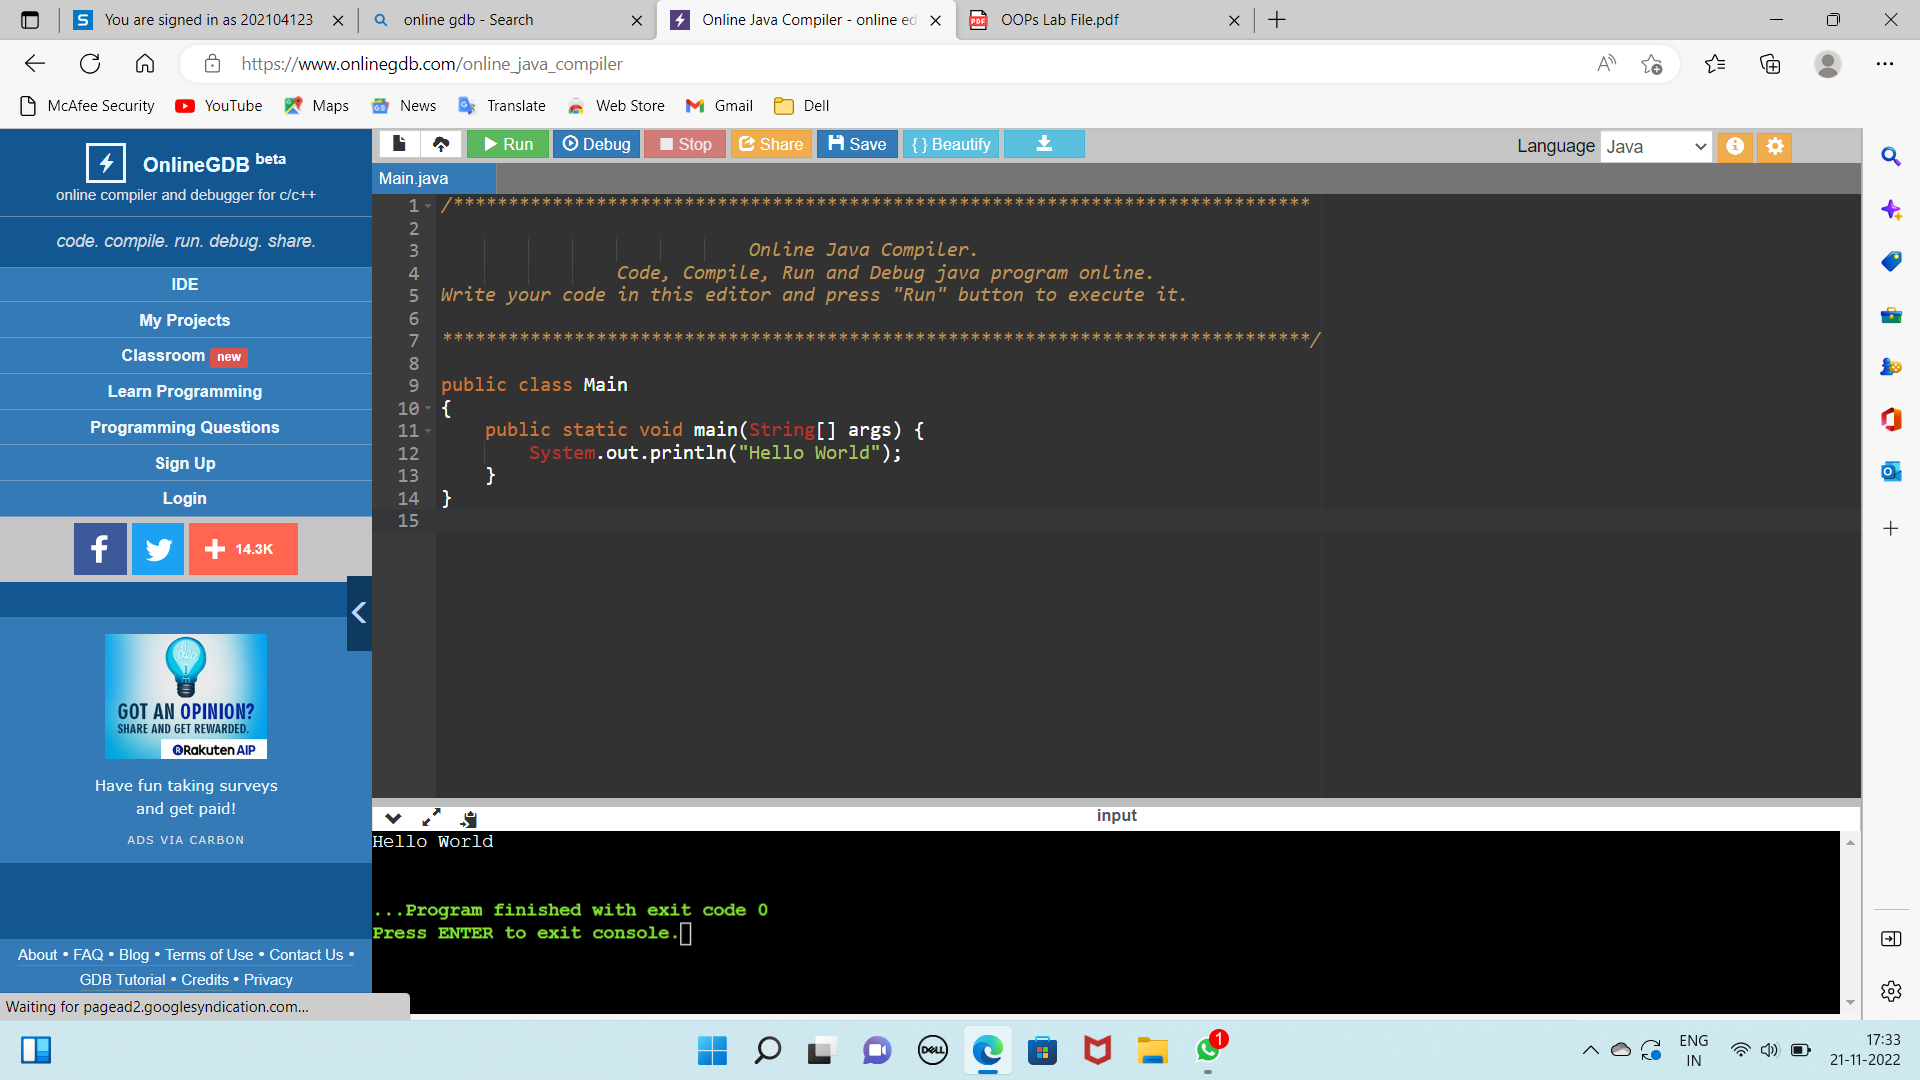 You are signed in as 202104123
online gdb - Search
Online Java Compiler - online ed
OOPs Lab File.pdf
https://www.onlinegdb.com/online_java_compiler
McAfee Security
YouTube
Maps
News
Translate
Web Store
Gmail
Dell
OnlineGDB beta
online compiler and debugger for c/c++
code. compile. run. debug. share.
IDE
My Projects
Classroom new
Learn Programming
Programming Questions
Sign Up
Login
14.3K
GOT AN OPINION?
SHARE AND GET REWARDED.
Rakuten AIP
Have fun taking surveys
and get paid!
ADS VIA CARBON
About • FAQ • Blog • Terms of Use • Contact Us •
GDB Tutorial • Credits • Privacy
Waiting for pagead2.googlesyndication.com...
Run
Debug
Stop
Share
Save
{ } Beautify
Language Java
Main.java
1 /******************************************************************************
2
3 Online Java Compiler.
4 Code, Compile, Run and Debug java program online.
5 Write your code in this editor and press "Run" button to execute it.
6
7 *******************************************************************************/
8
9 public class Main
10 {
11 public static void main(String[] args) {
12 System.out.println("Hello World");
13 }
14 }
15
input
Hello World
...Program finished with exit code 0
Press ENTER to exit console.
DELL
1
ENG
IN
17:33
21-11-2022